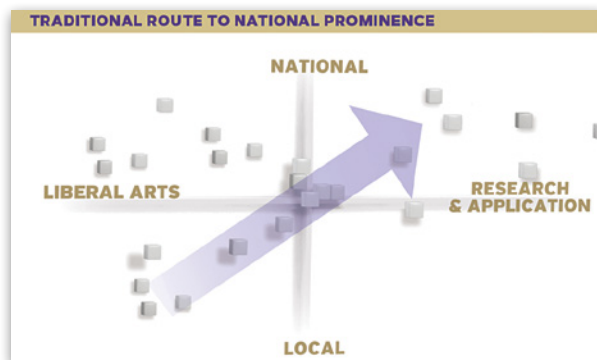 TRADITIONAL ROUTE TO NATIONAL PROMINENCE
NATIONAL
LIBERAL ARTS
RESEARCH
& APPLICATION
LOCAL